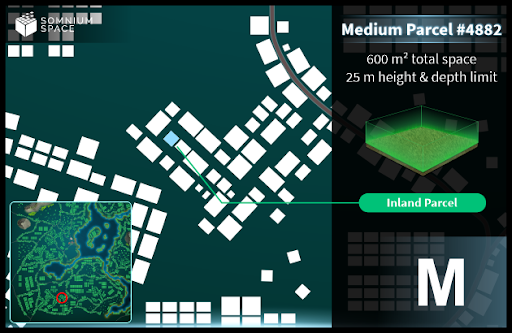 SOMNIUM
SPACE
Medium Parcel #4882
600 m² total space
25 m height & depth limit
Inland Parcel
M